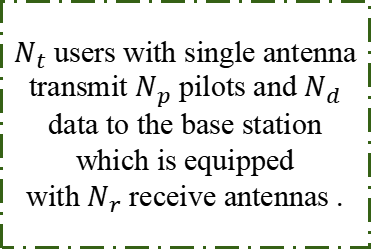 N_t users with single antenna
transmit N_p pilots and N_d
data to the base station
which is equipped
with N_r receive antennas .